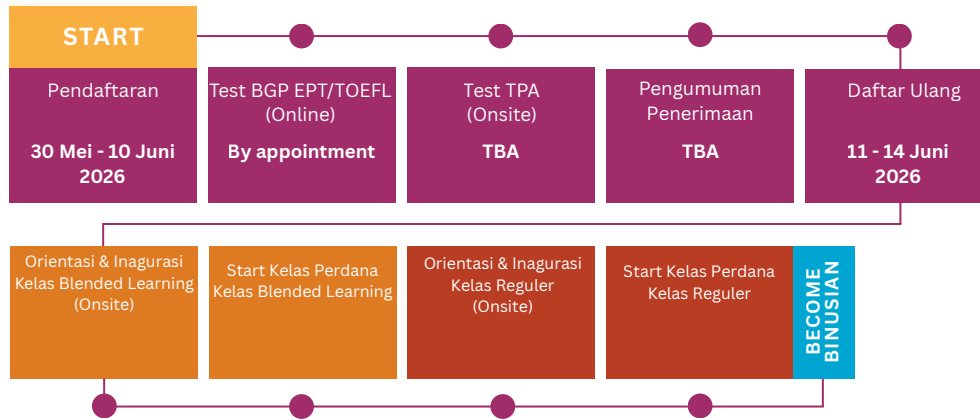 START
Pendaftaran
30 Mei - 10 Juni
2026
Test BGP EPT/TOEFL
(Online)
By appointment
Test TPA
(Onsite)
TBA
Pengumuman
Penerimaan
TBA
Daftar Ulang
11 - 14 Juni
2026
Orientasi & Inagurasi
Kelas Blended Learning
(Onsite)
Start Kelas Perdana
Kelas Blended Learning
Orientasi & Inagurasi
Kelas Reguler
(Onsite)
Start Kelas Perdana
Kelas Reguler
BECOME
BINUSIAN